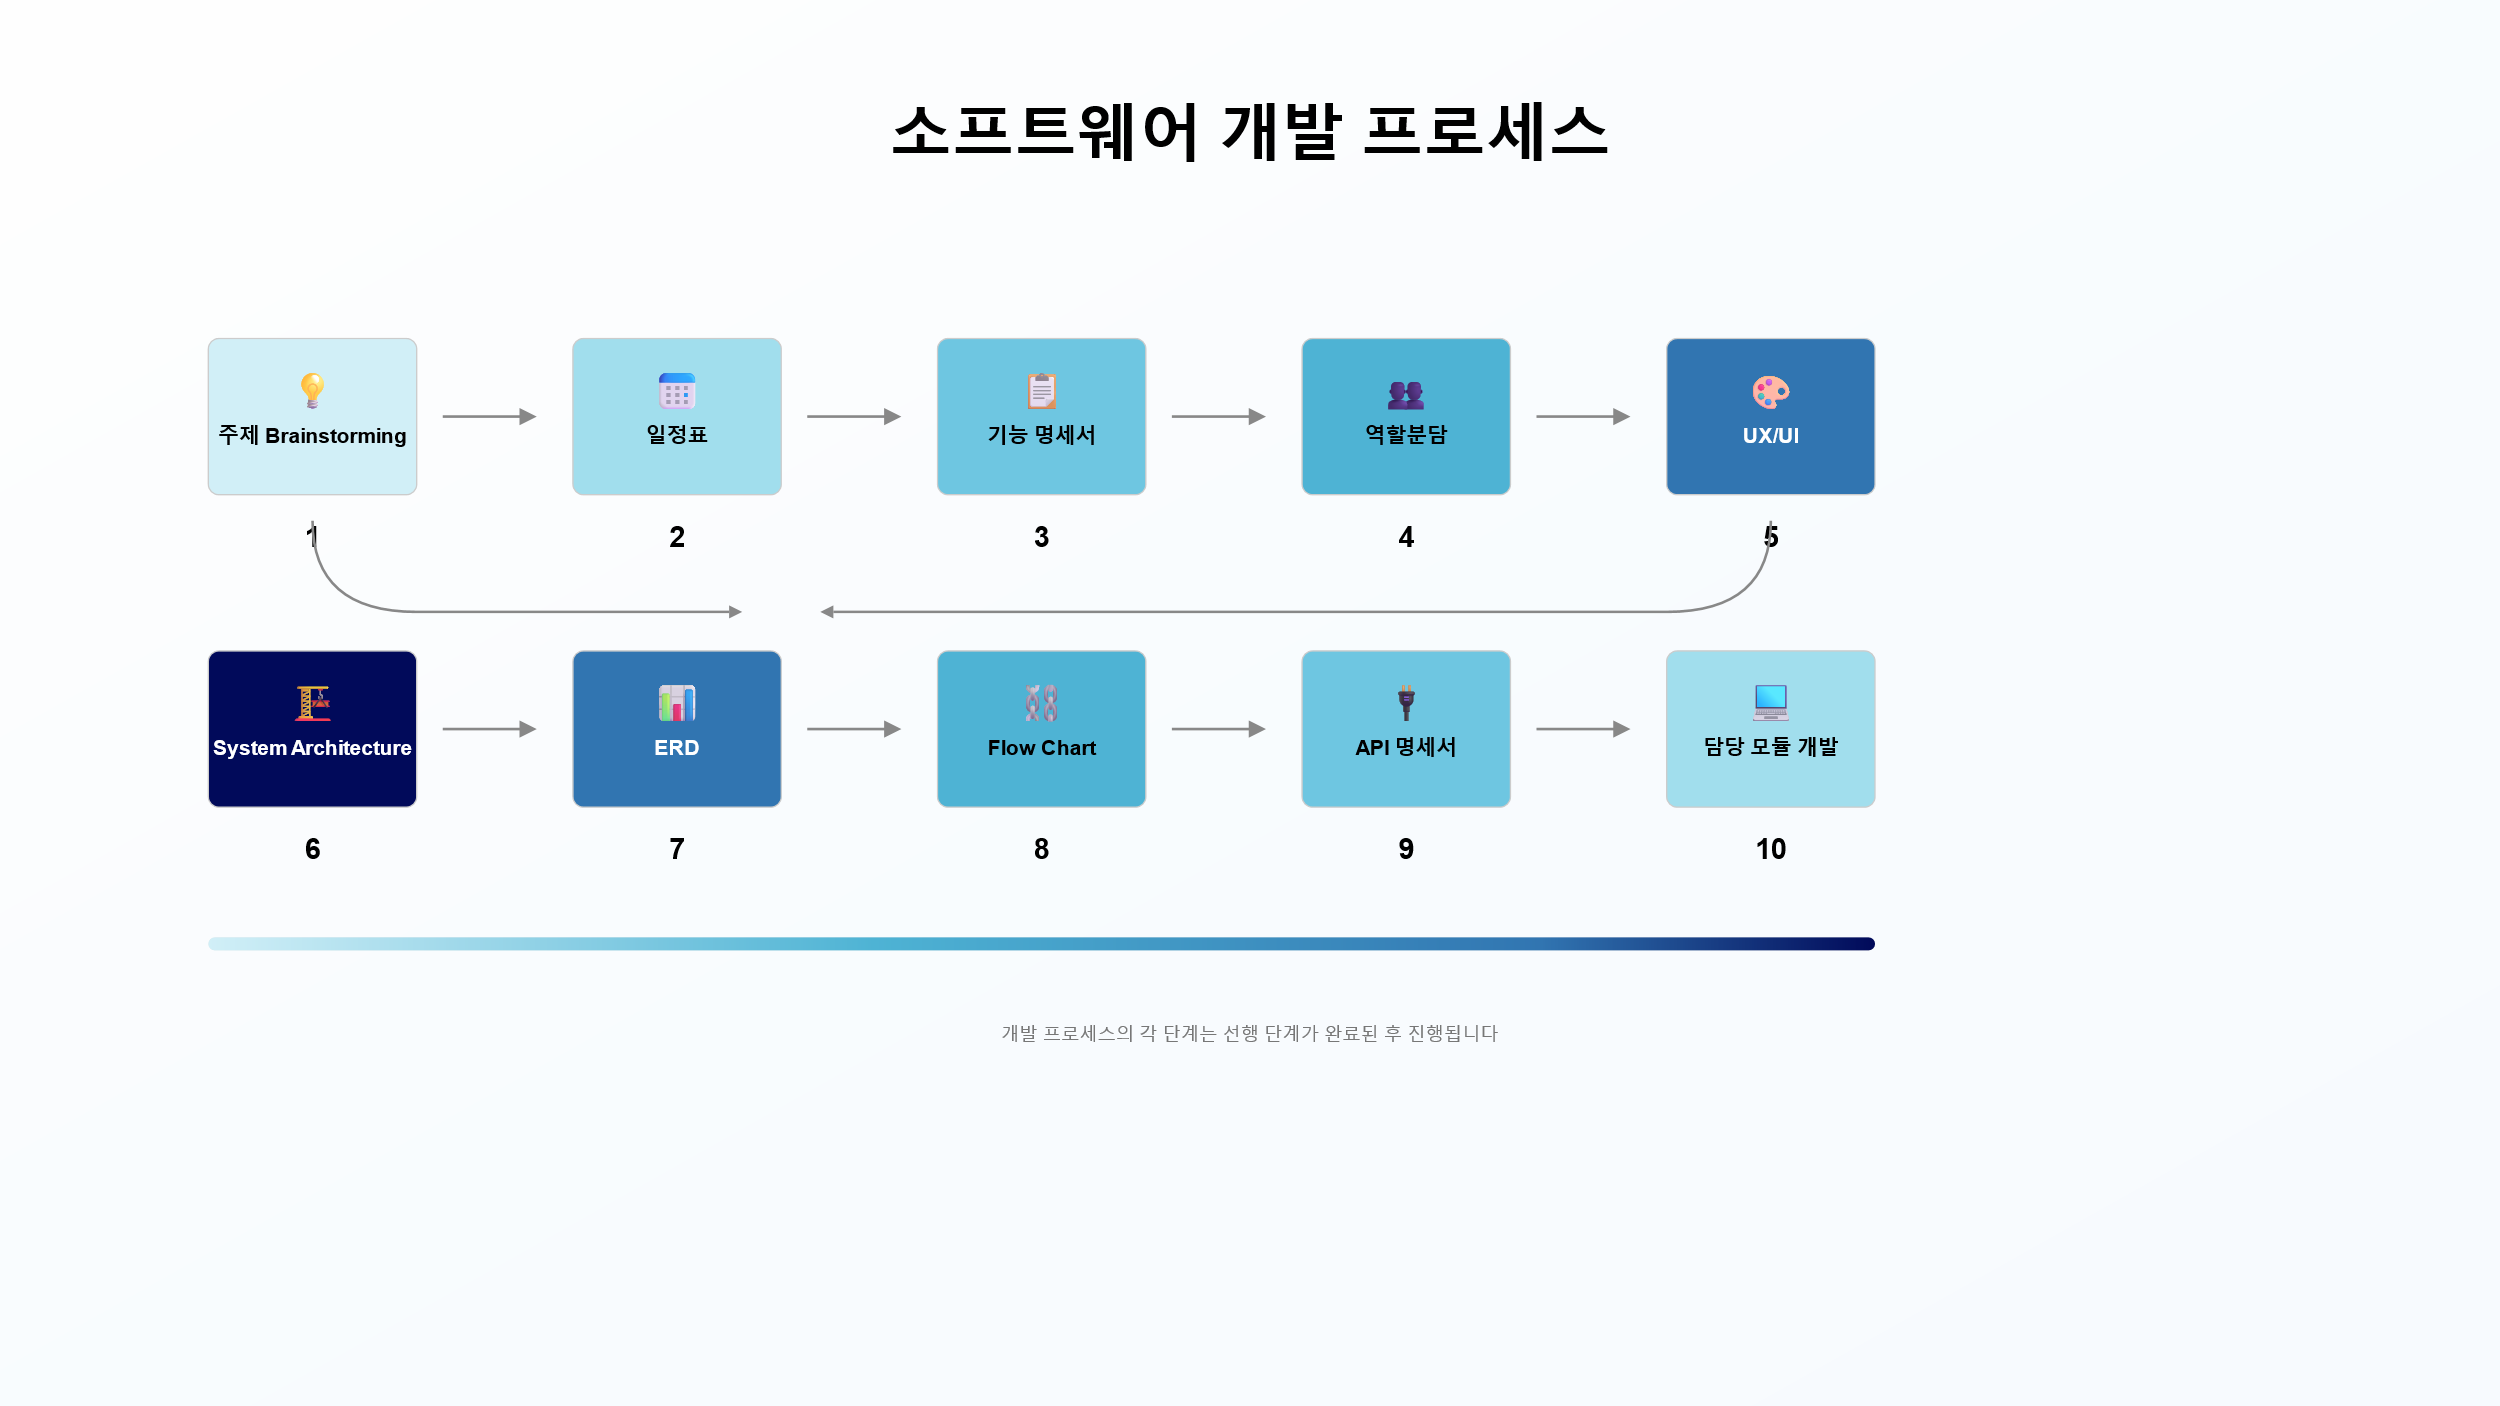 소프트웨어 개발 프로세스
주제 Brainstorming
일정표
기능 명세서
역할분담
UX/UI
1
2
3
4
5
System Architecture
ERD
Flow Chart
API 명세서
담당 모듈 개발
6
7
8
9
10
개발 프로세스의 각 단계는 선행 단계가 완료된 후 진행됩니다